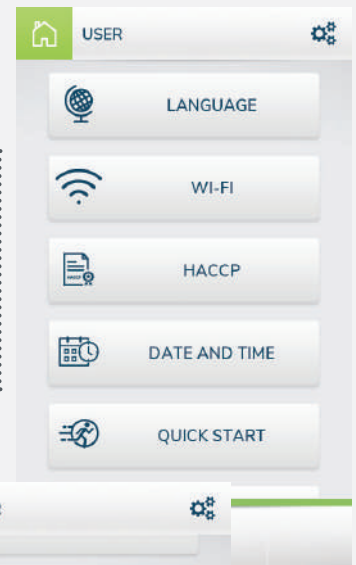 USER
LANGUAGE
WI-FI
HACCP
DATE AND TIME
QUICK START